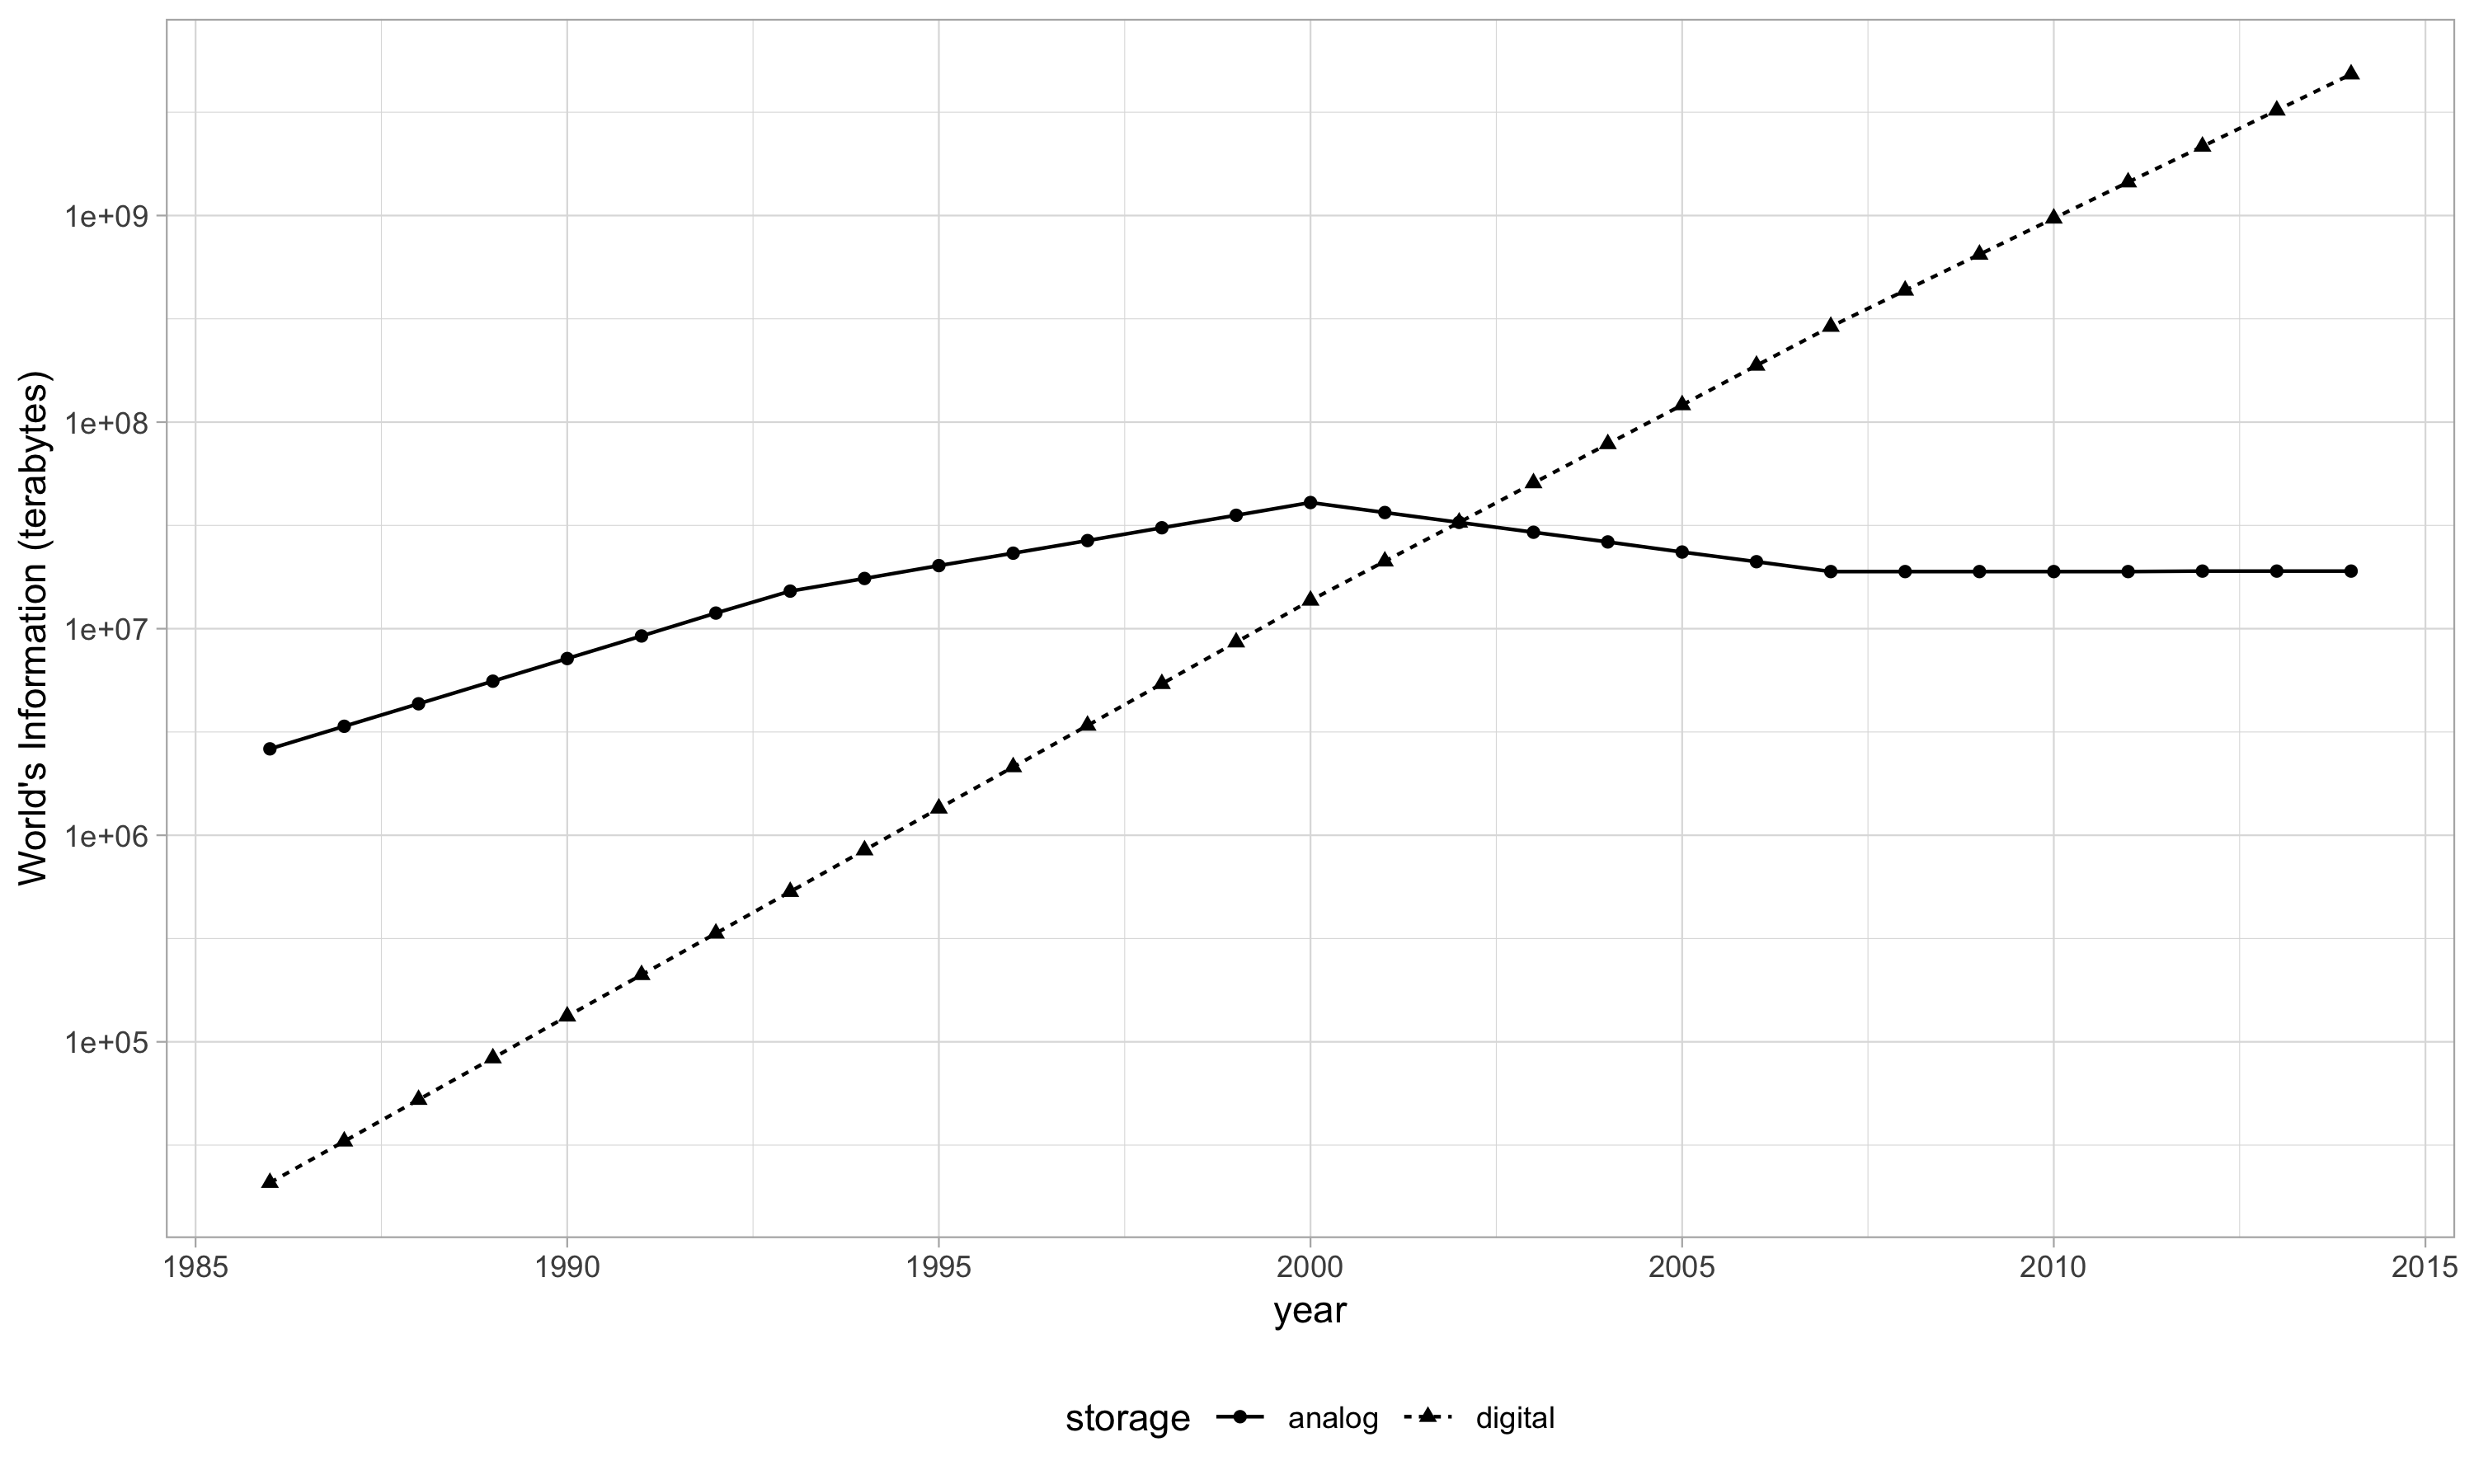 World's Information (terabytes)
1e+09
1e+08
1e+07
1e+06
1e+05
1985 1990 1995 2000 2005 2010 2015
year
storage analog digital